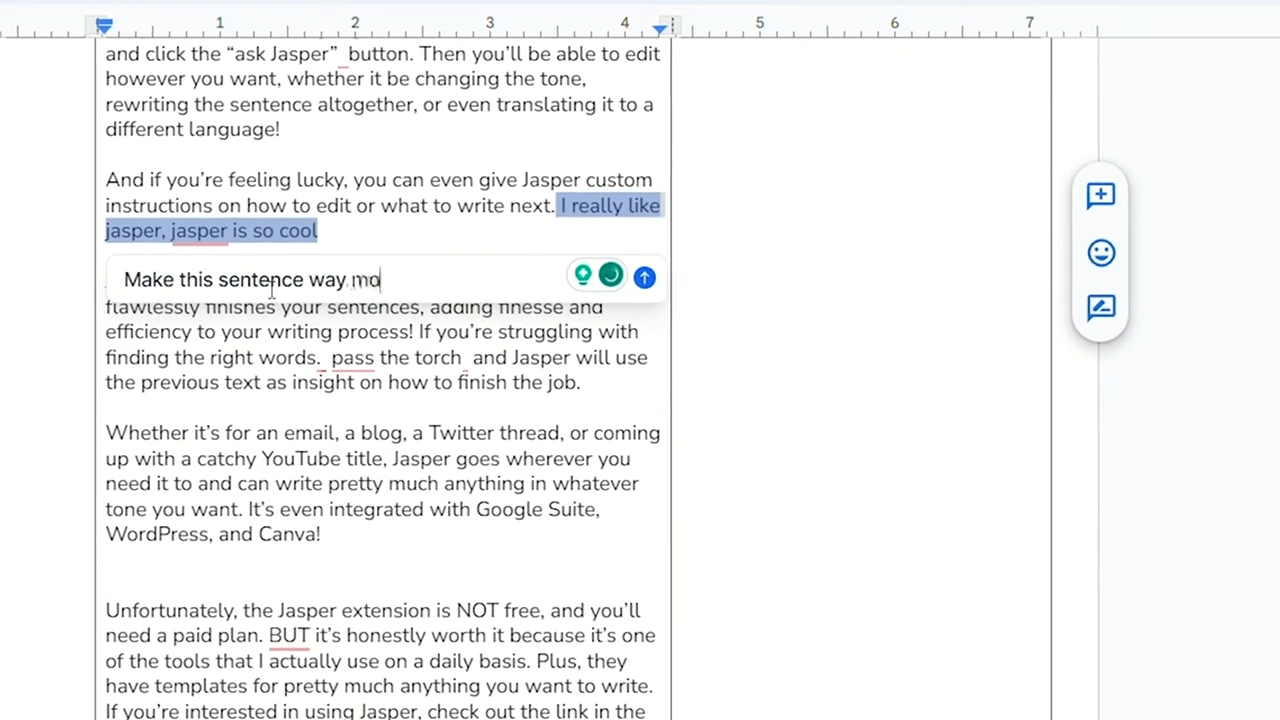 1 2 3 4 5 6 7
and click the “ask Jasper” button. Then you’ll be able to edit
however you want, whether it be changing the tone,
rewriting the sentence altogether, or even translating it to a
different language!
And if you’re feeling lucky, you can even give Jasper custom
instructions on how to edit or what to write next. I really like
jasper, jasper is so cool
Make this sentence way mo
flawlessly finishes your sentences, adding finesse and
efficiency to your writing process! If you’re struggling with
finding the right words. pass the torch and Jasper will use
the previous text as insight on how to finish the job.
Whether it’s for an email, a blog, a Twitter thread, or coming
up with a catchy YouTube title, Jasper goes wherever you
need it to and can write pretty much anything in whatever
tone you want. It’s even integrated with Google Suite,
WordPress, and Canva!
Unfortunately, the Jasper extension is NOT free, and you’ll
need a paid plan. BUT it’s honestly worth it because it’s one
of the tools that I actually use on a daily basis. Plus, they
have templates for pretty much anything you want to write.
If you’re interested in using Jasper, check out the link in the